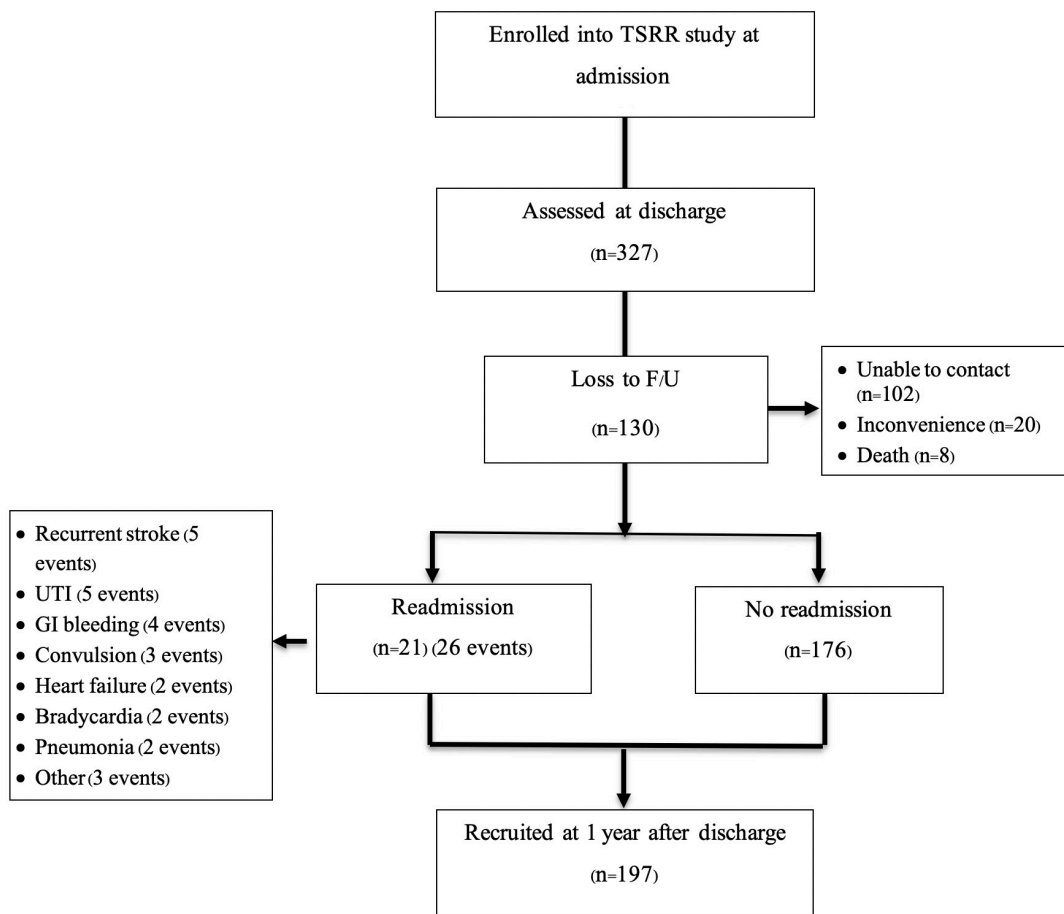 Enrolled into TSRR study at
admission
Assessed at discharge
(n=327)
Loss to F/U
(n=130)
• Unable to contact
(n=102)
• Inconvenience (n=20)
• Death (n=8)
• Recurrent stroke (5
events)
• UTI (5 events)
• GI bleeding (4 events)
• Convulsion (3 events)
• Heart failure (2 events)
• Bradycardia (2 events)
• Pneumonia (2 events)
• Other (3 events)
Readmission
(n=21) (26 events)
No readmission
(n=176)
Recruited at 1 year after discharge
(n=197)